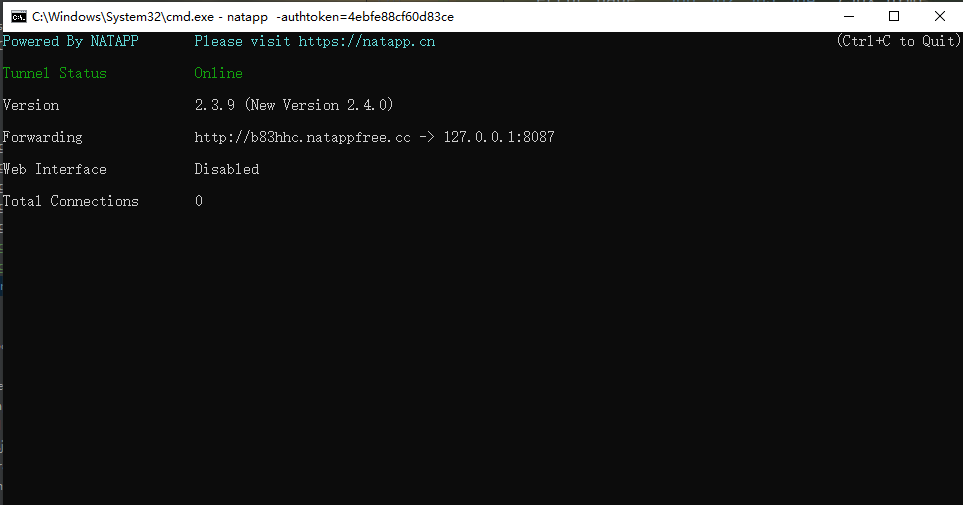 C:\Windows\System32\cmd.exe - natapp -authtoken=4ebfe88cf60d83ce
Powered By NATAPP Please visit https://natapp.cn (Ctrl+C to Quit)
Tunnel Status Online
Version 2.3.9 (New Version 2.4.0)
Forwarding http://b83hhc.natappfree.cc -> 127.0.0.1:8087
Web Interface Disabled
Total Connections 0